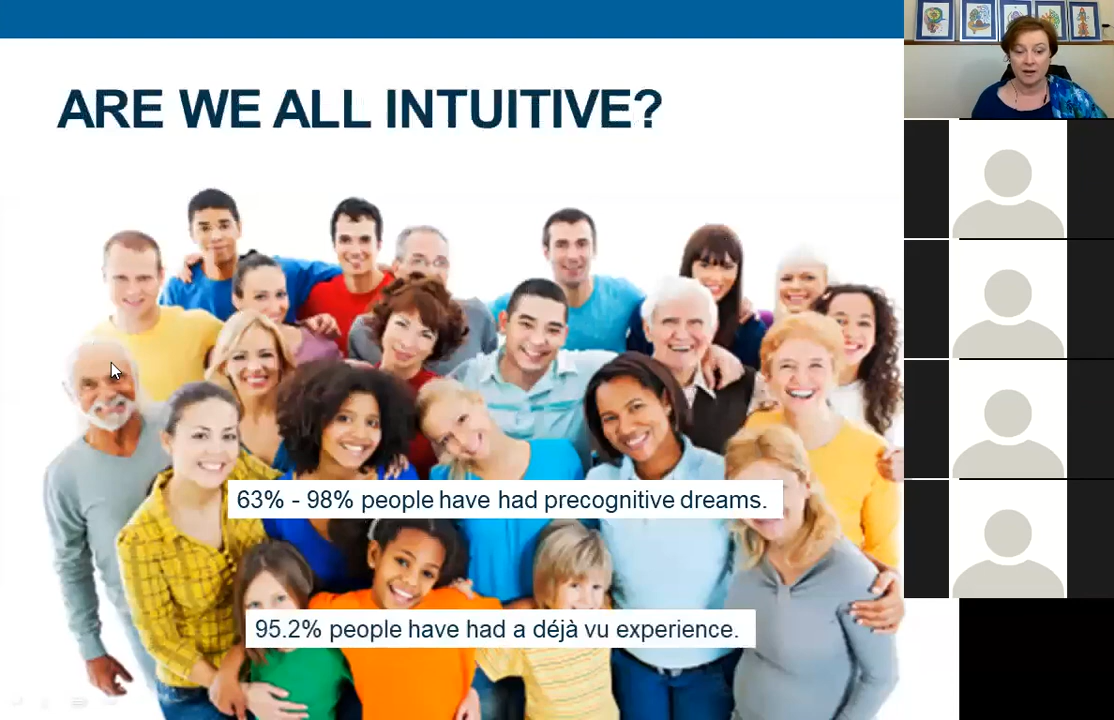 ARE WE ALL INTUITIVE?
63% - 98% people have had precognitive dreams.
95.2% people have had a déjà vu experience.